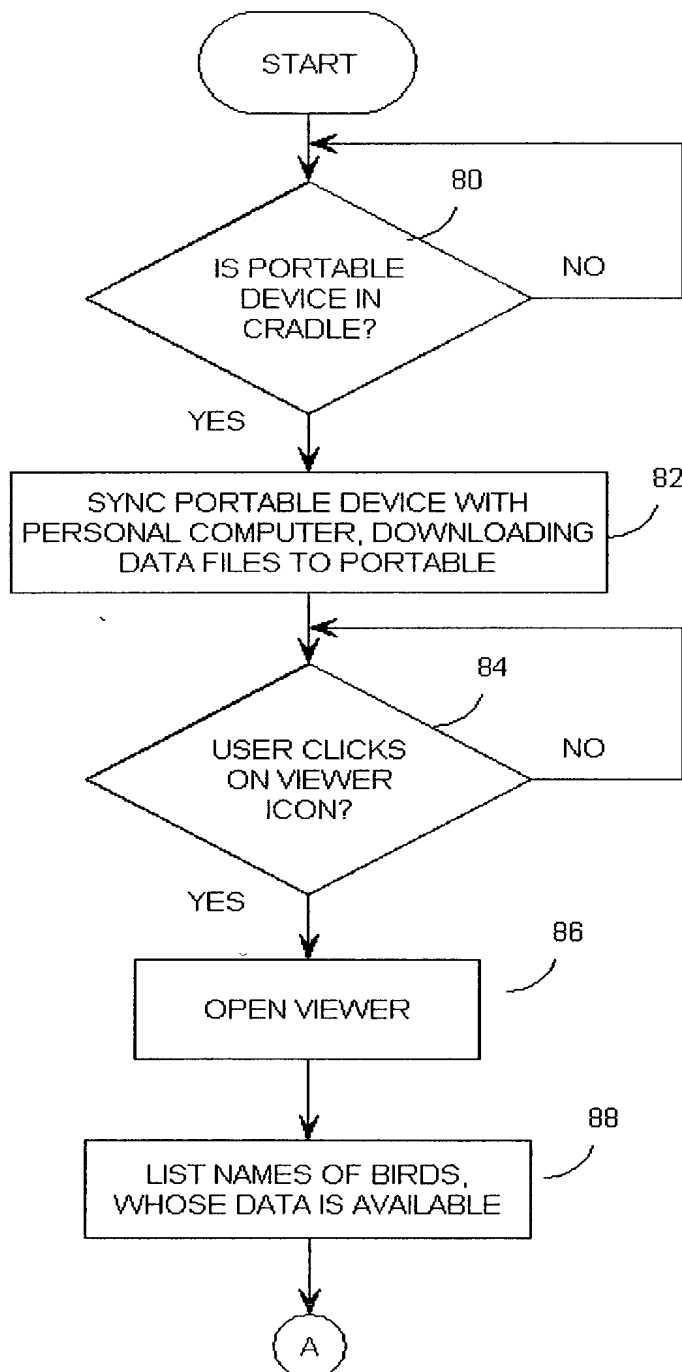 START
80
IS PORTABLE
DEVICE IN
CRADLE?
NO
YES
82
SYNC PORTABLE DEVICE WITH
PERSONAL COMPUTER, DOWNLOADING
DATA FILES TO PORTABLE
84
USER CLICKS
ON VIEWER
ICON?
NO
YES
86
OPEN VIEWER
88
LIST NAMES OF BIRDS,
WHOSE DATA IS AVAILABLE
A